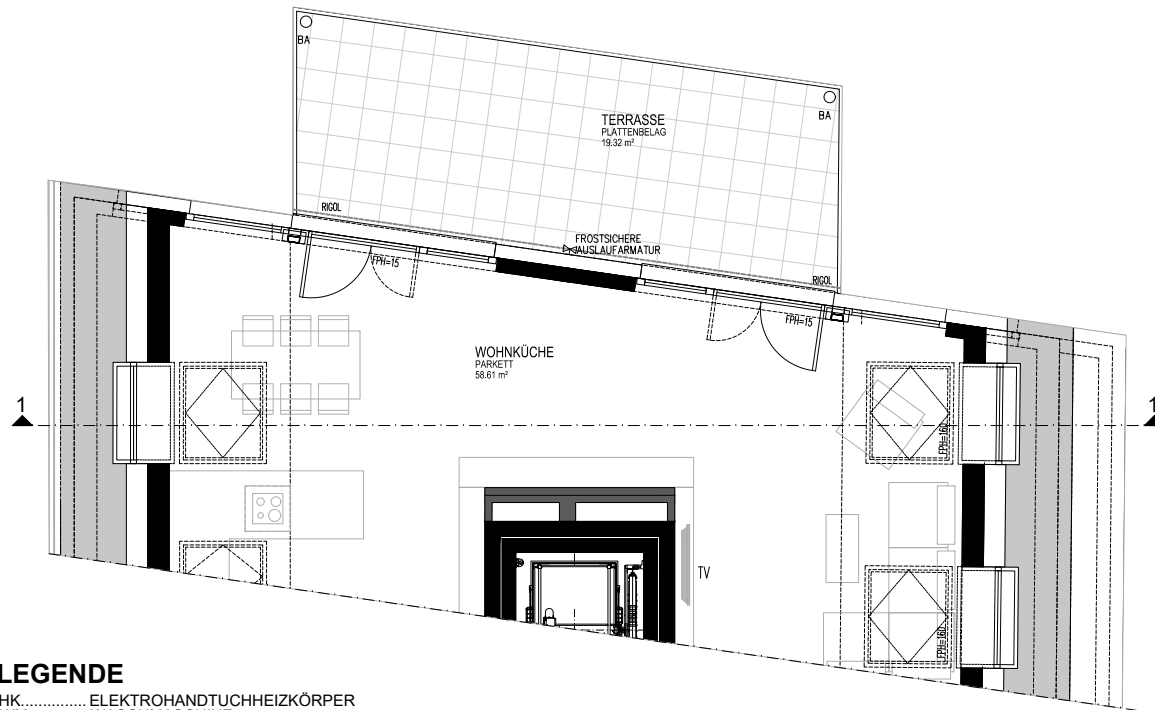 BA
TERRASSE
PLATTENBELAG
19.32 m²
BA
RIGOL
FROSTSICHERE
AUSLAUFARMATUR
RIGOL
FPH=15
FPH=15
WOHNKÜCHE
PARKETT
58.61 m²
1
1
FPH=160
TV
FPH=160
LEGENDE
HK............... ELEKTROHANDTUCHHEIZKÖRPER